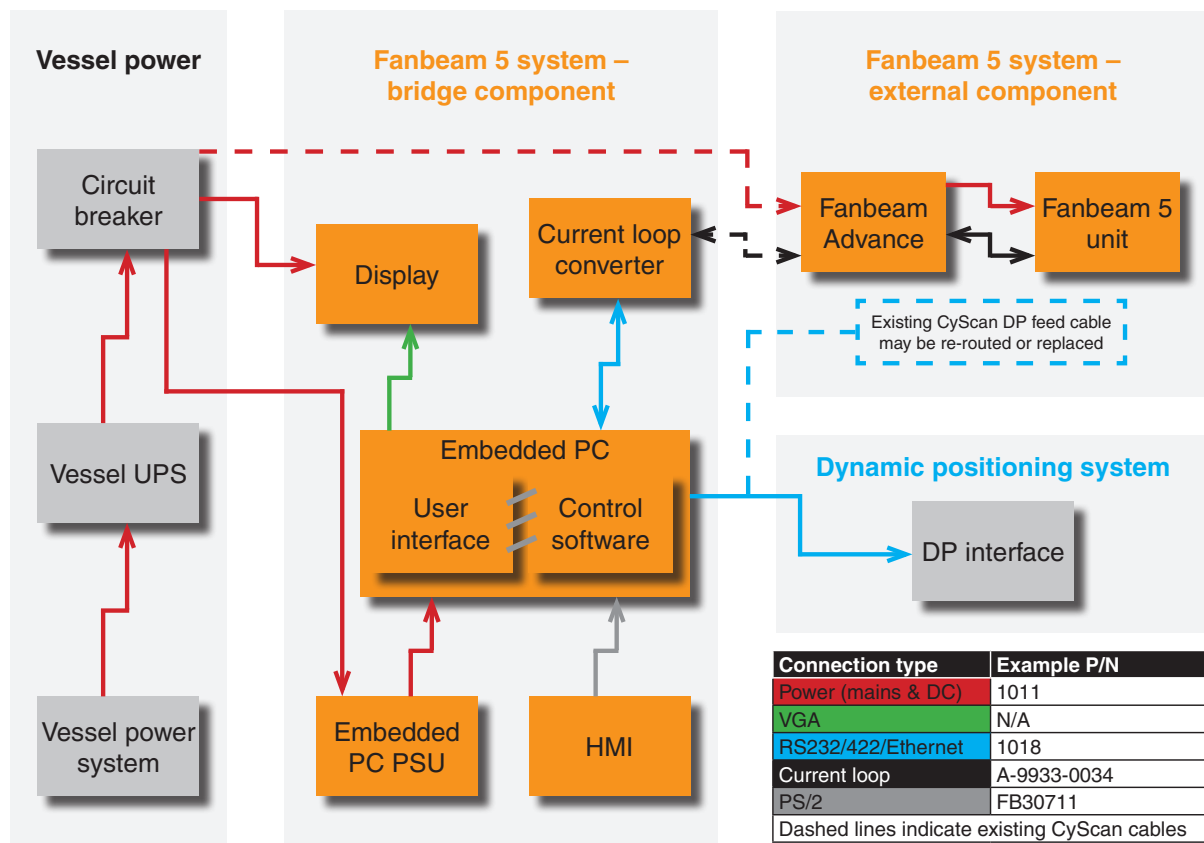 Vessel power
Fanbeam 5 system –
bridge component
Fanbeam 5 system –
external component
Circuit
breaker
Display
Current loop
converter
Fanbeam
Advance
Fanbeam 5
unit
Existing CyScan DP feed cable
may be re-routed or replaced
Vessel UPS
Embedded PC
User
interface
Control
software
Dynamic positioning system
DP interface
Vessel power
system
Embedded
PC PSU
HMI
Connection type Example P/N
Power (mains & DC) 1011
VGA N/A
RS232/422/Ethernet 1018
Current loop A-9933-0034
PS/2 FB30711
Dashed lines indicate existing CyScan cables